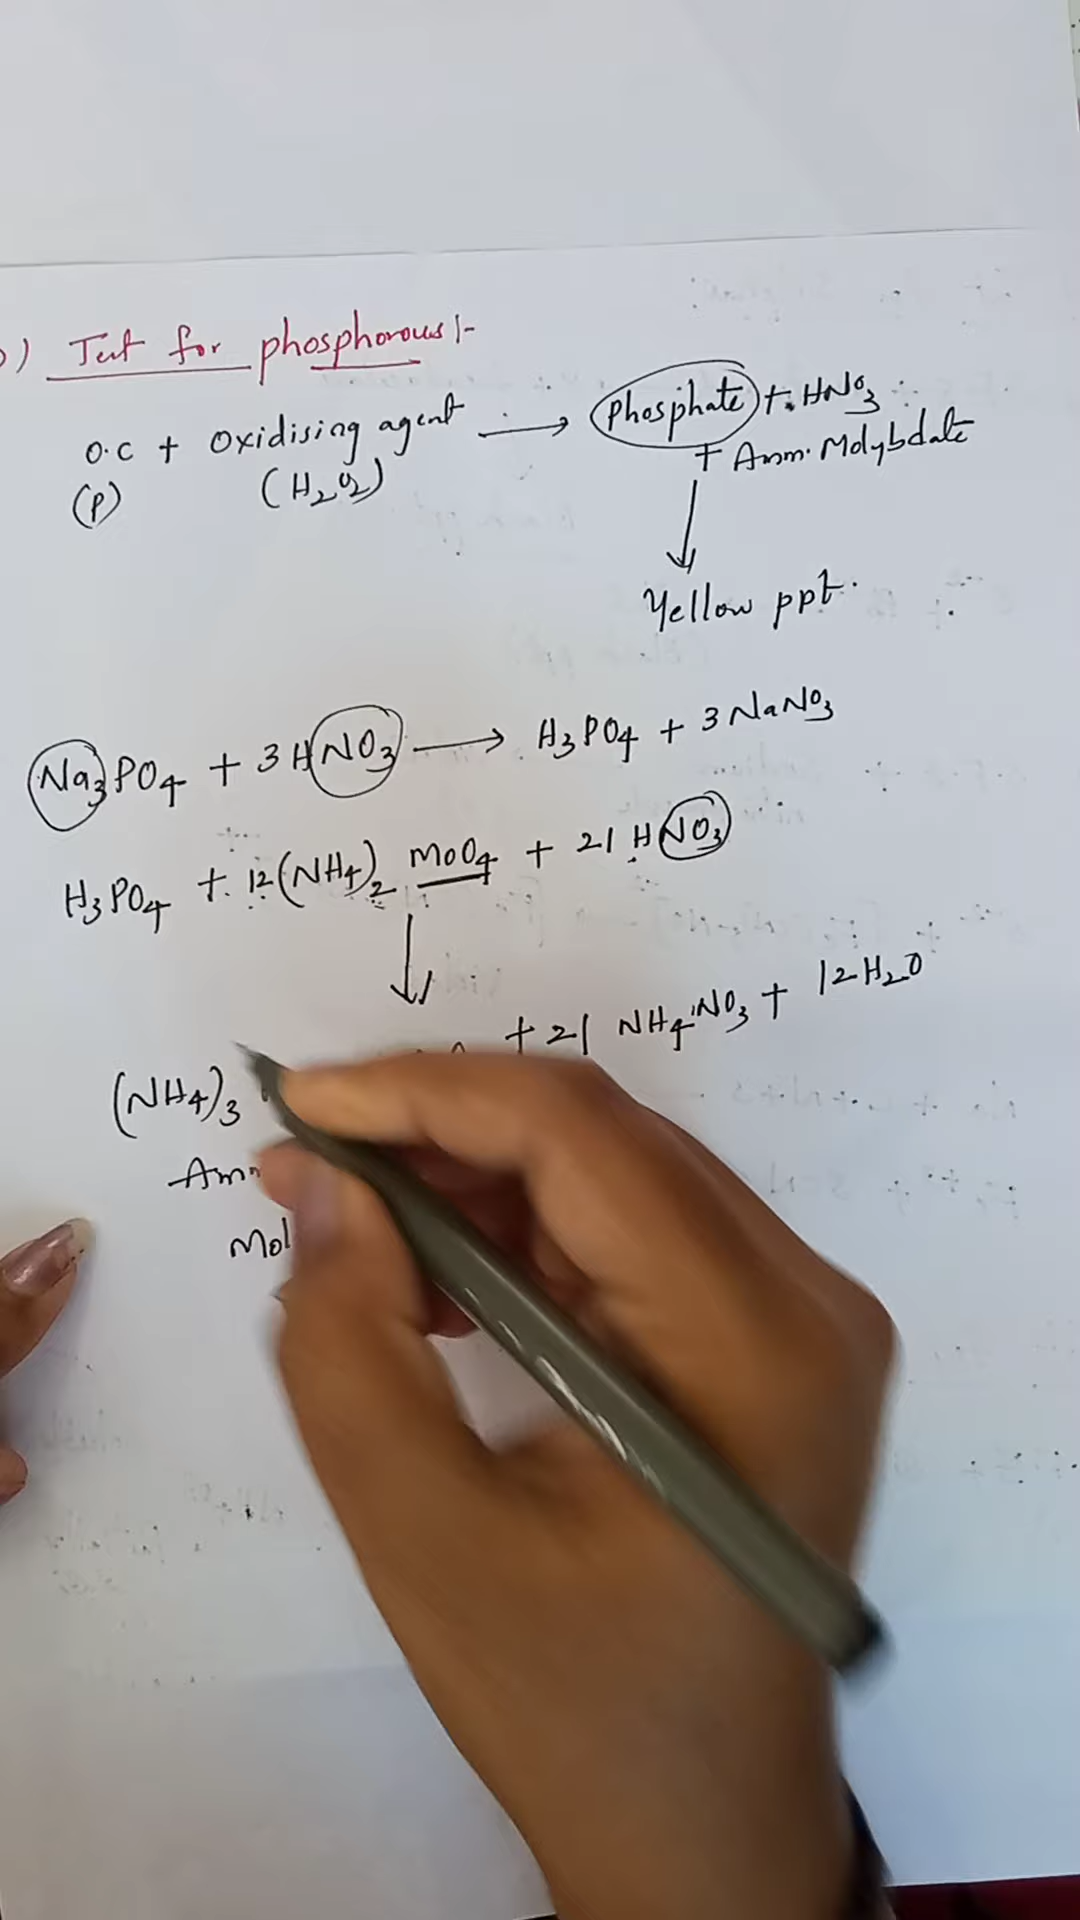 ) Test for phosphorous :-
O.C + Oxidising agent ⟶ Phosphate + HNO₃
(P) (H₂O₂) + Amm. Molybdate
↓
Yellow ppt.
Na₃PO₄ + 3HNO₃ ⟶ H₃PO₄ + 3NaNO₃
H₃PO₄ + 12(NH₄)₂ MoO₄ + 21 HNO₃
↓
(NH₄)₃ + 21 NH₄NO₃ + 12H₂O
Amm
Mol